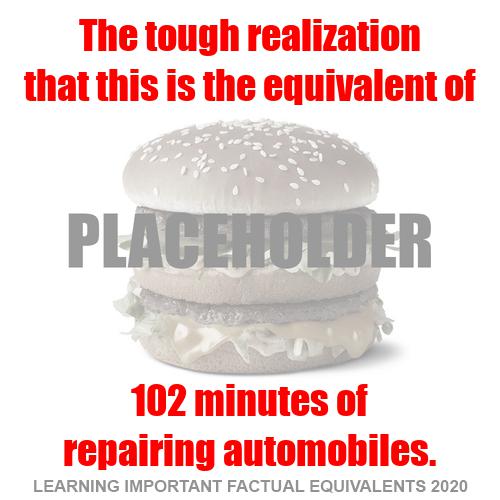 The tough realization
that this is the equivalent of
PLACEHOLDER
102 minutes of
repairing automobiles.
LEARNING IMPORTANT FACTUAL EQUIVALENTS 2020